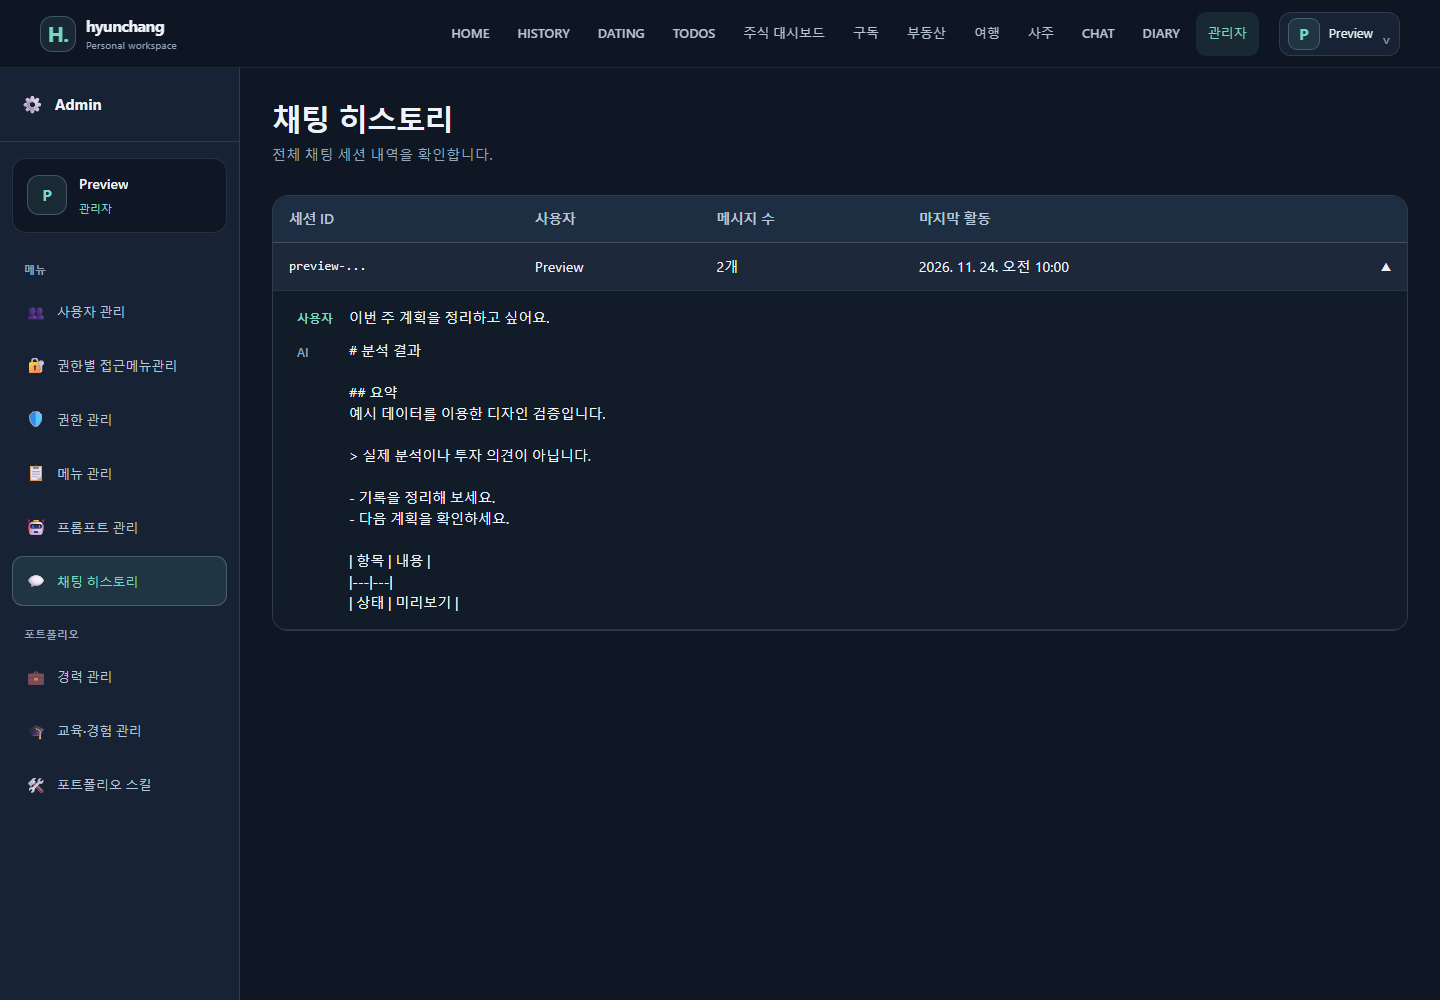 H.
hyunchang
Personal workspace
HOME HISTORY DATING TODOS 주식 대시보드 구독 부동산 여행 사주 CHAT DIARY 관리자
P Preview v
Admin
P
Preview
관리자
메뉴
사용자 관리
권한별 접근메뉴관리
권한 관리
메뉴 관리
프롬프트 관리
채팅 히스토리
포트폴리오
경력 관리
교육·경험 관리
포트폴리오 스킬
채팅 히스토리
전체 채팅 세션 내역을 확인합니다.
세션 ID 사용자 메시지 수 마지막 활동
preview-... Preview 2개 2026. 11. 24. 오전 10:00 ▲
사용자 이번 주 계획을 정리하고 싶어요.
AI # 분석 결과
## 요약
예시 데이터를 이용한 디자인 검증입니다.
> 실제 분석이나 투자 의견이 아닙니다.
- 기록을 정리해 보세요.
- 다음 계획을 확인하세요.
| 항목 | 내용 |
|---|---|
| 상태 | 미리보기 |